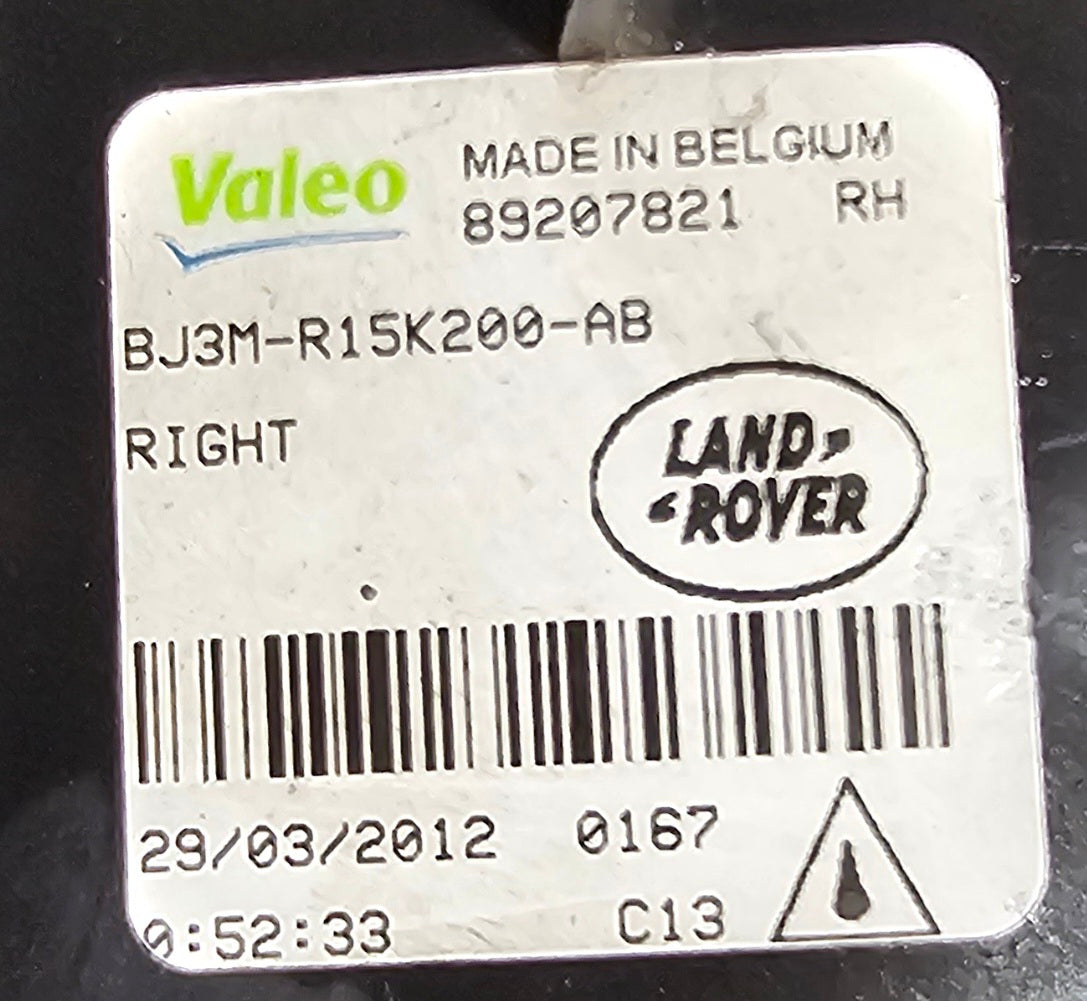 Valeo
MADE IN BELGIUM
89207821 RH
BJ3M-R15K200-AB
RIGHT
LAND
ROVER
29/03/2012 0167
0:52:33 C13